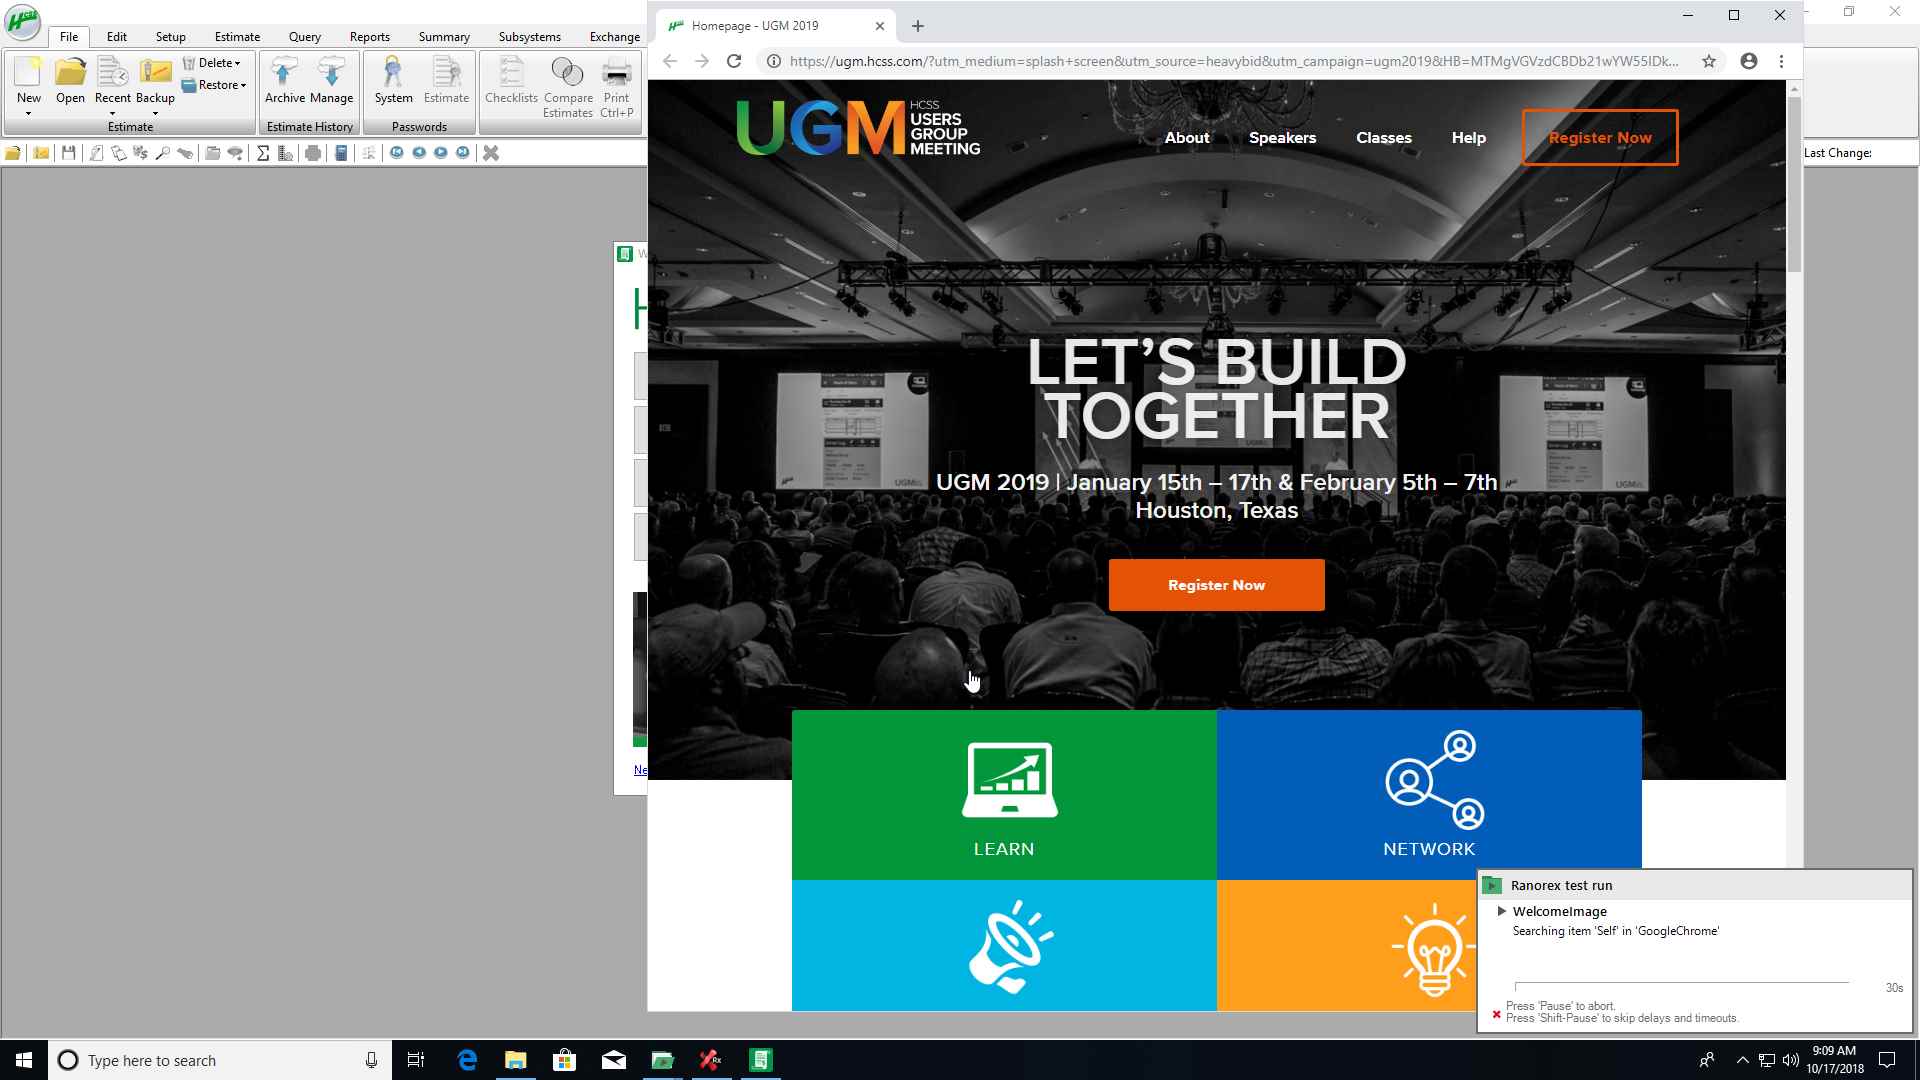 File Edit Setup Estimate Query Reports Summary Subsystems Exchange
New Open Recent Backup
Delete
Restore
Estimate
Archive Manage
Estimate History
System Estimate
Passwords
Checklists Compare Estimates Print Ctrl+P
Last Change:
Homepage - UGM 2019
https://ugm.hcss.com/?utm_medium=splash+screen&utm_source=heavybid&utm_campaign=ugm2019&HB=MTMgVGVzdCBDb21wYW55IDk...
UGM HCSS
USERS
GROUP
MEETING
About Speakers Classes Help Register Now
LET’S BUILD
TOGETHER
UGM 2019 | January 15th – 17th & February 5th – 7th
Houston, Texas
Register Now
LEARN
NETWORK
W
H
Ne
Ranorex test run
WelcomeImage
Searching item 'Self' in 'GoogleChrome'
30s
Press 'Pause' to abort.
Press 'Shift-Pause' to skip delays and timeouts.
Type here to search
9:09 AM
10/17/2018